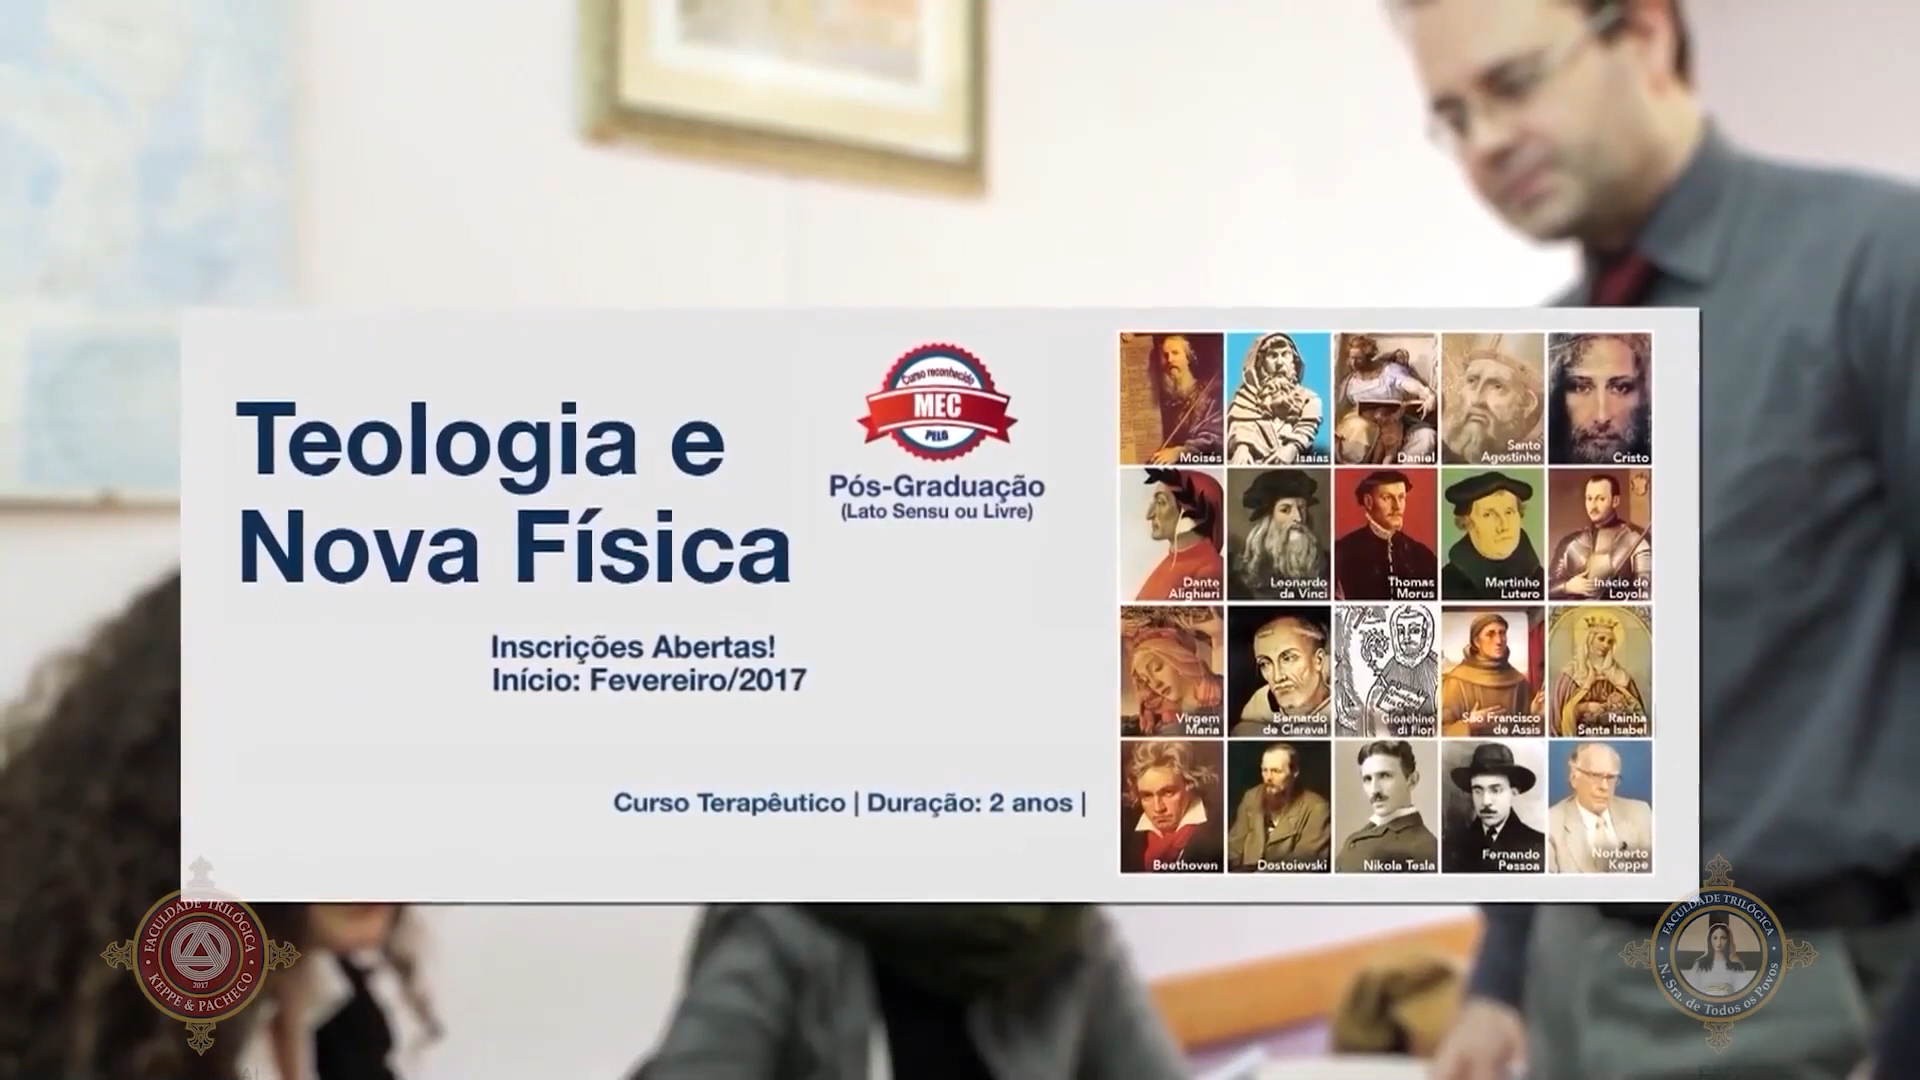 Teologia e
Nova Física
Curso reconhecido
MEC
PELO
Pós-Graduação
(Lato Sensu ou Livre)
Inscrições Abertas!
Início: Fevereiro/2017
Curso Terapêutico | Duração: 2 anos |
Moisés
Isaías
Daniel
Santo
Agostinho
Cristo
Dante
Alighieri
Leonardo
da Vinci
Thomas
Morus
Martinho
Lutero
Inácio de
Loyola
Virgem
Maria
Bernardo
de Claraval
Gioachino
di Fiori
São Francisco
de Assis
Rainha
Santa Isabel
Beethoven
Dostoievski
Nikola Tesla
Fernando
Pessoa
Norberto
Keppe
FACULDADE TRILÓGICA
2017
KEPPE & PACHECO
FACULDADE TRILÓGICA
N. Sra. de Todos os Povos